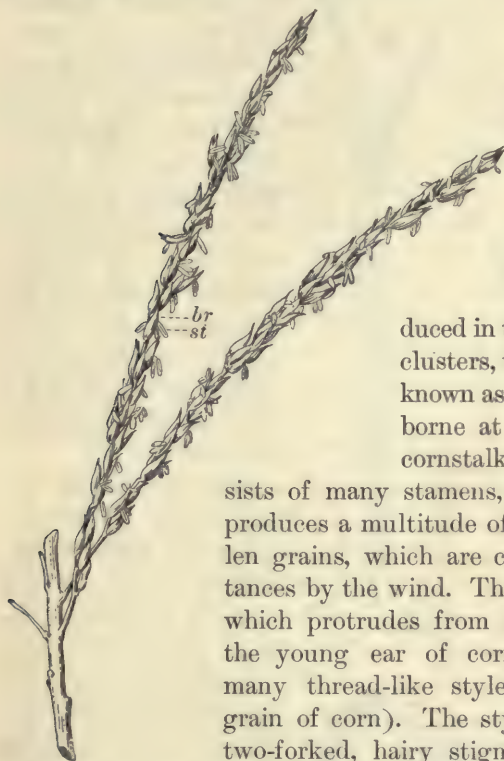 br
st
duced in
clusters,
known as
borne at
cornstalk
sists of many stamens,
produces a multitude of
len grains, which are c
tances by the wind. Th
which protrudes from
the young ear of cor
many thread-like style
grain of corn). The st
two-forked, hairy stign